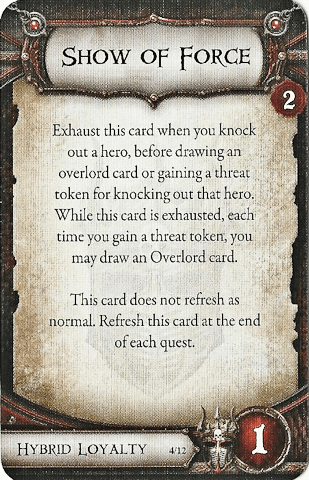 Show of Force
2
Exhaust this card when you knock
out a hero, before drawing an
overlord card or gaining a threat
token for knocking out that hero.
While this card is exhausted, each
time you gain a threat token, you
may draw an Overlord card.
This card does not refresh as
normal. Refresh this card at the end
of each quest.
Hybrid Loyalty 4/12
1